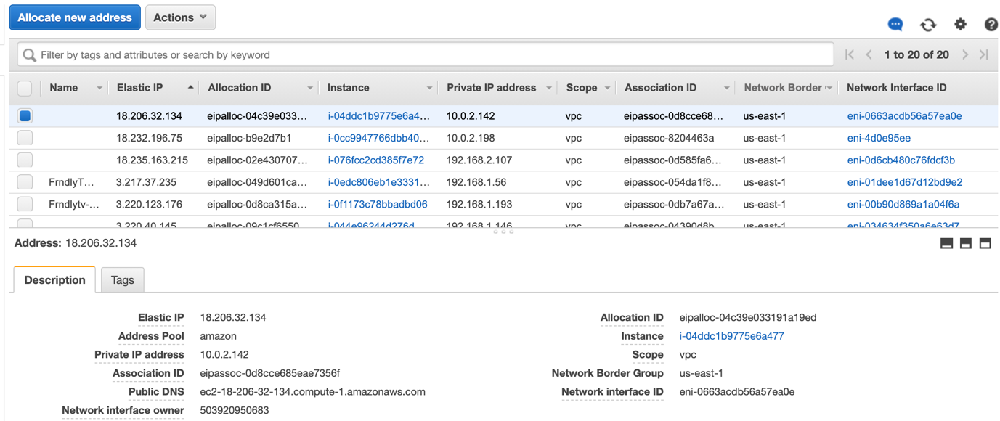 Allocate new address Actions
Filter by tags and attributes or search by keyword 1 to 20 of 20
Name Elastic IP Allocation ID Instance Private IP address Scope Association ID Network Border Network Interface ID
18.206.32.134 eipalloc-04c39e033... i-04ddc1b9775e6a4... 10.0.2.142 vpc eipassoc-0d8cce68... us-east-1 eni-0663acdb56a57ea0e
18.232.196.75 eipalloc-b9e2d7b1 i-0cc9947766dbb40... 10.0.2.198 vpc eipassoc-8204463a us-east-1 eni-4d0e95ee
18.235.163.215 eipalloc-02e430707... i-076fcc2cd385f7e72 192.168.2.107 vpc eipassoc-0d585fa6... us-east-1 eni-0d6cb480c76fdcf3b
FrndlyT... 3.217.37.235 eipalloc-049d601ca... i-0edc806eb1e3331... 192.168.1.56 vpc eipassoc-054da1f8... us-east-1 eni-01dee1d67d12bd9e2
Frndlytv-... 3.220.123.176 eipalloc-0d8ca315a... i-0f1173c78bbadbd06 192.168.1.193 vpc eipassoc-0db7a67a... us-east-1 eni-00b90d869a1a04f6a
3.220.40.145 eipalloc-09c1cf6550 i-044e96244d276d 192.168.1.146 vpc eipassoc-04390d8b us-east-1 eni-034634f350a6e63d7
Address: 18.206.32.134
Description Tags
Elastic IP 18.206.32.134 Allocation ID eipalloc-04c39e033191a19ed
Address Pool amazon Instance i-04ddc1b9775e6a477
Private IP address 10.0.2.142 Scope vpc
Association ID eipassoc-0d8cce685eae7356f Network Border Group us-east-1
Public DNS ec2-18-206-32-134.compute-1.amazonaws.com Network interface ID eni-0663acdb56a57ea0e
Network interface owner 503920950683